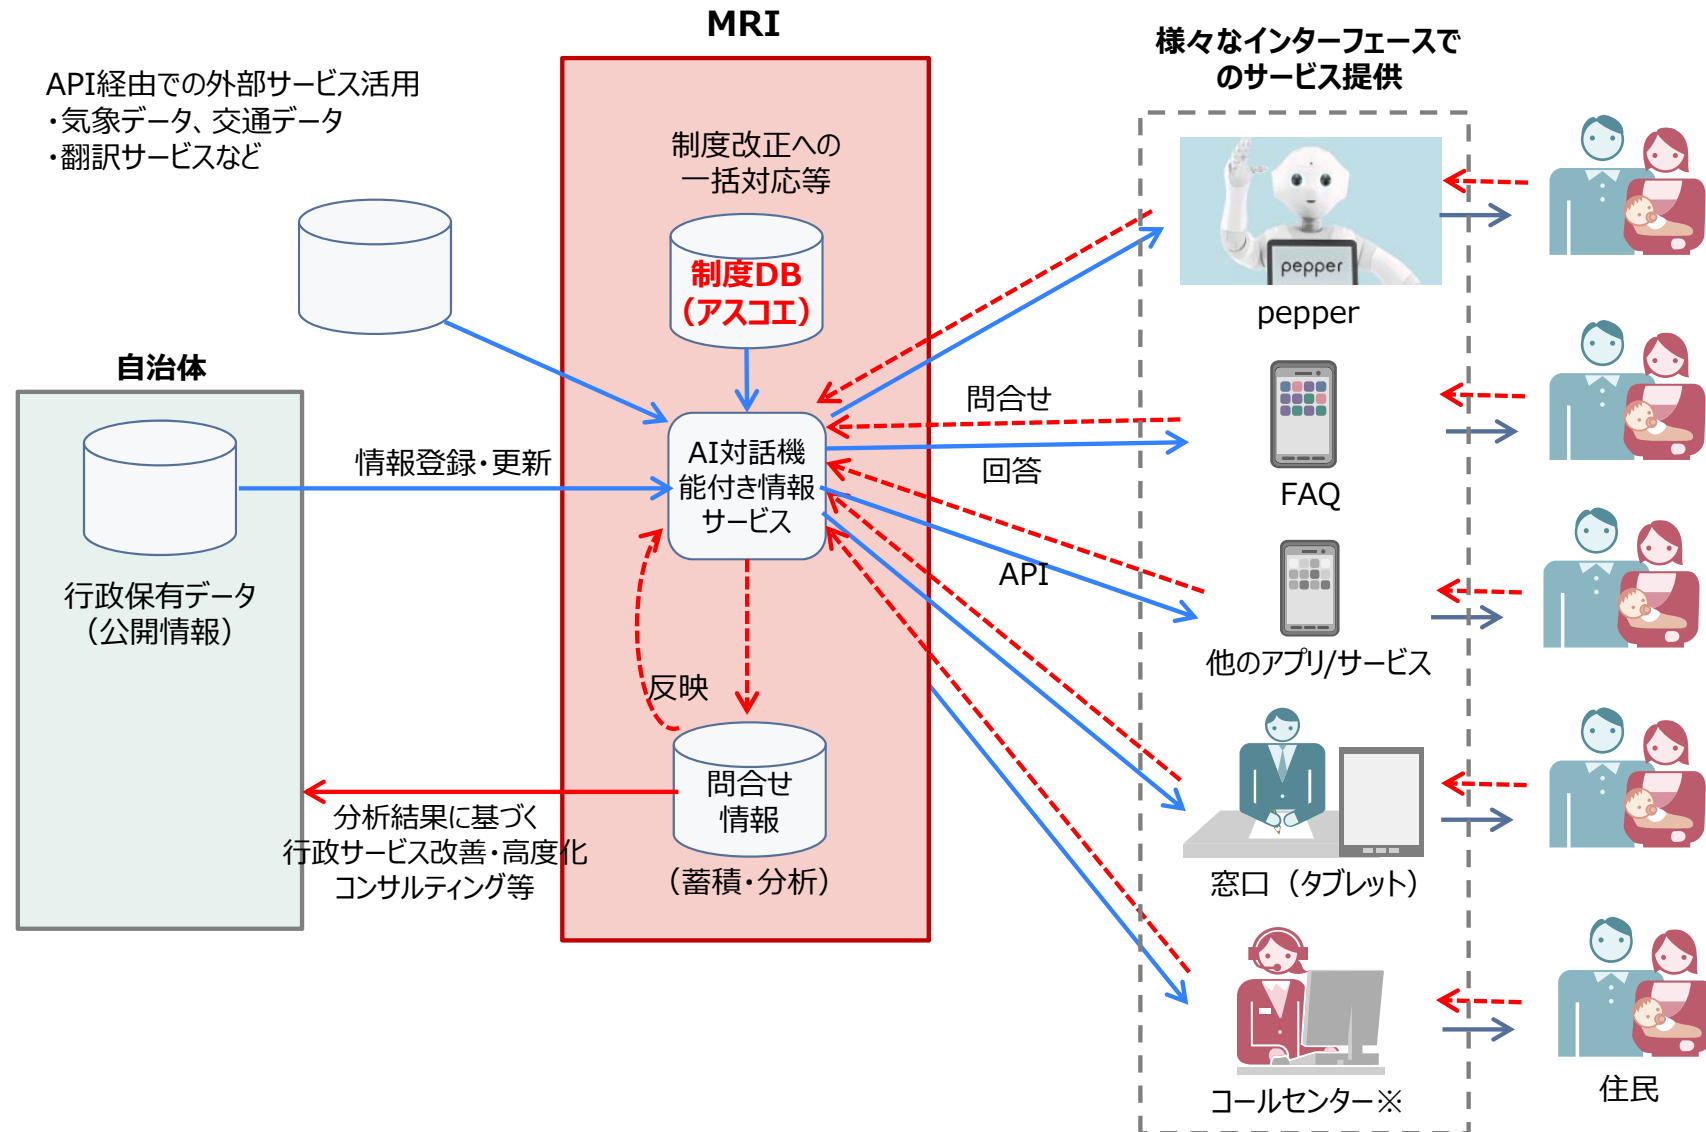 MRI
様々なインターフェースで
のサービス提供
API経由での外部サービス活用
・気象データ、交通データ
・翻訳サービスなど
制度改正への
一括対応等
制度DB
（アスコエ）
pepper
pepper
自治体
問合せ
情報登録・更新
AI対話機
能付き情報
サービス
回答
FAQ
API
行政保有データ
（公開情報）
他のアプリ/サービス
反映
問合せ
情報
分析結果に基づく
行政サービス改善・高度化
コンサルティング等
（蓄積・分析）
窓口（タブレット）
コールセンター※
住民